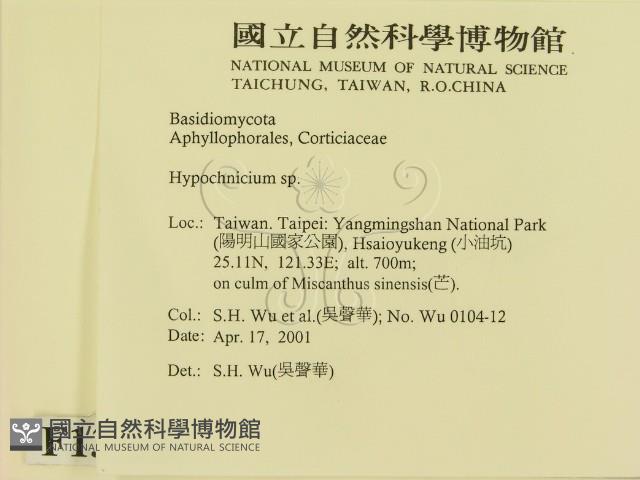 國立自然科學博物館
NATIONAL MUSEUM OF NATURAL SCIENCE
TAICHUNG, TAIWAN, R.O.CHINA
Basidiomycota
Aphyllophorales, Corticiaceae
Hypochnicium sp.
Loc.: Taiwan. Taipei: Yangmingshan National Park
(陽明山國家公園), Hsaioyukeng (小油坑)
25.11N, 121.33E; alt. 700m;
on culm of Miscanthus sinensis(芒).
Col.: S.H. Wu et al.(吳聲華); No. Wu 0104-12
Date: Apr. 17, 2001
Det.: S.H. Wu(吳聲華)
國立自然科學博物館
NATIONAL MUSEUM OF NATURAL SCIENCE